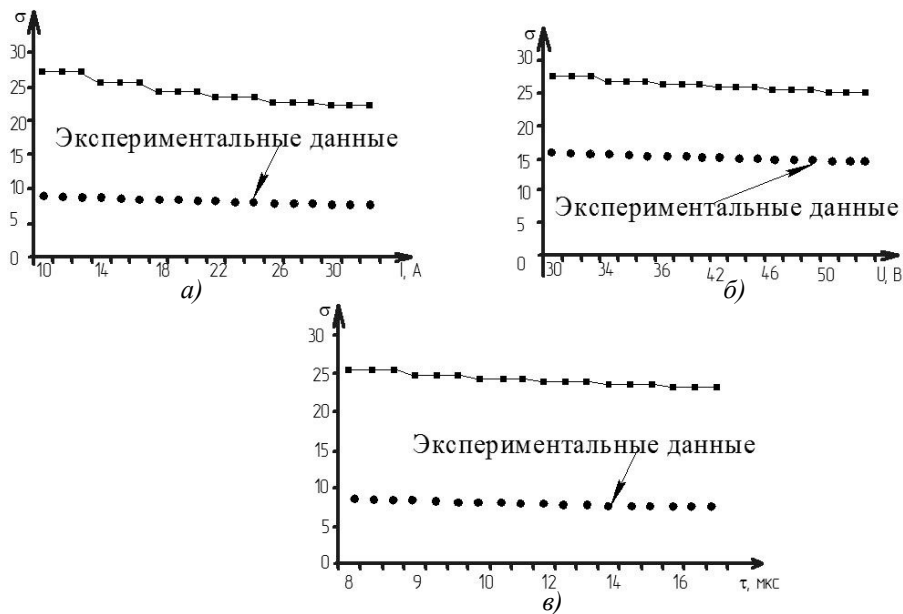 σ
30
25
20
15
10
5
0
Экспериментальные данные
10 14 18 22 26 30 I, А
а)
σ
30
25
20
15
10
5
0
Экспериментальные данные
30 34 36 42 46 50 U, В
б)
σ
30
25
20
15
10
5
0
Экспериментальные данные
8 9 10 12 14 16 τ, мкс
в)